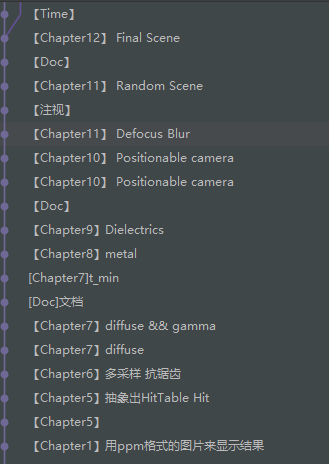 【Time】
【Chapter12】 Final Scene
【Doc】
【Chapter11】 Random Scene
【注视】
【Chapter11】 Defocus Blur
【Chapter10】 Positionable camera
【Chapter10】 Positionable camera
【Doc】
【Chapter9】Dielectrics
【Chapter8】metal
[Chapter7]t_min
[Doc]文档
【Chapter7】diffuse && gamma
【Chapter7】diffuse
【Chapter6】多采样 抗锯齿
【Chapter5】抽象出HitTable Hit
【Chapter5】
【Chapter1】用ppm格式的图片来显示结果